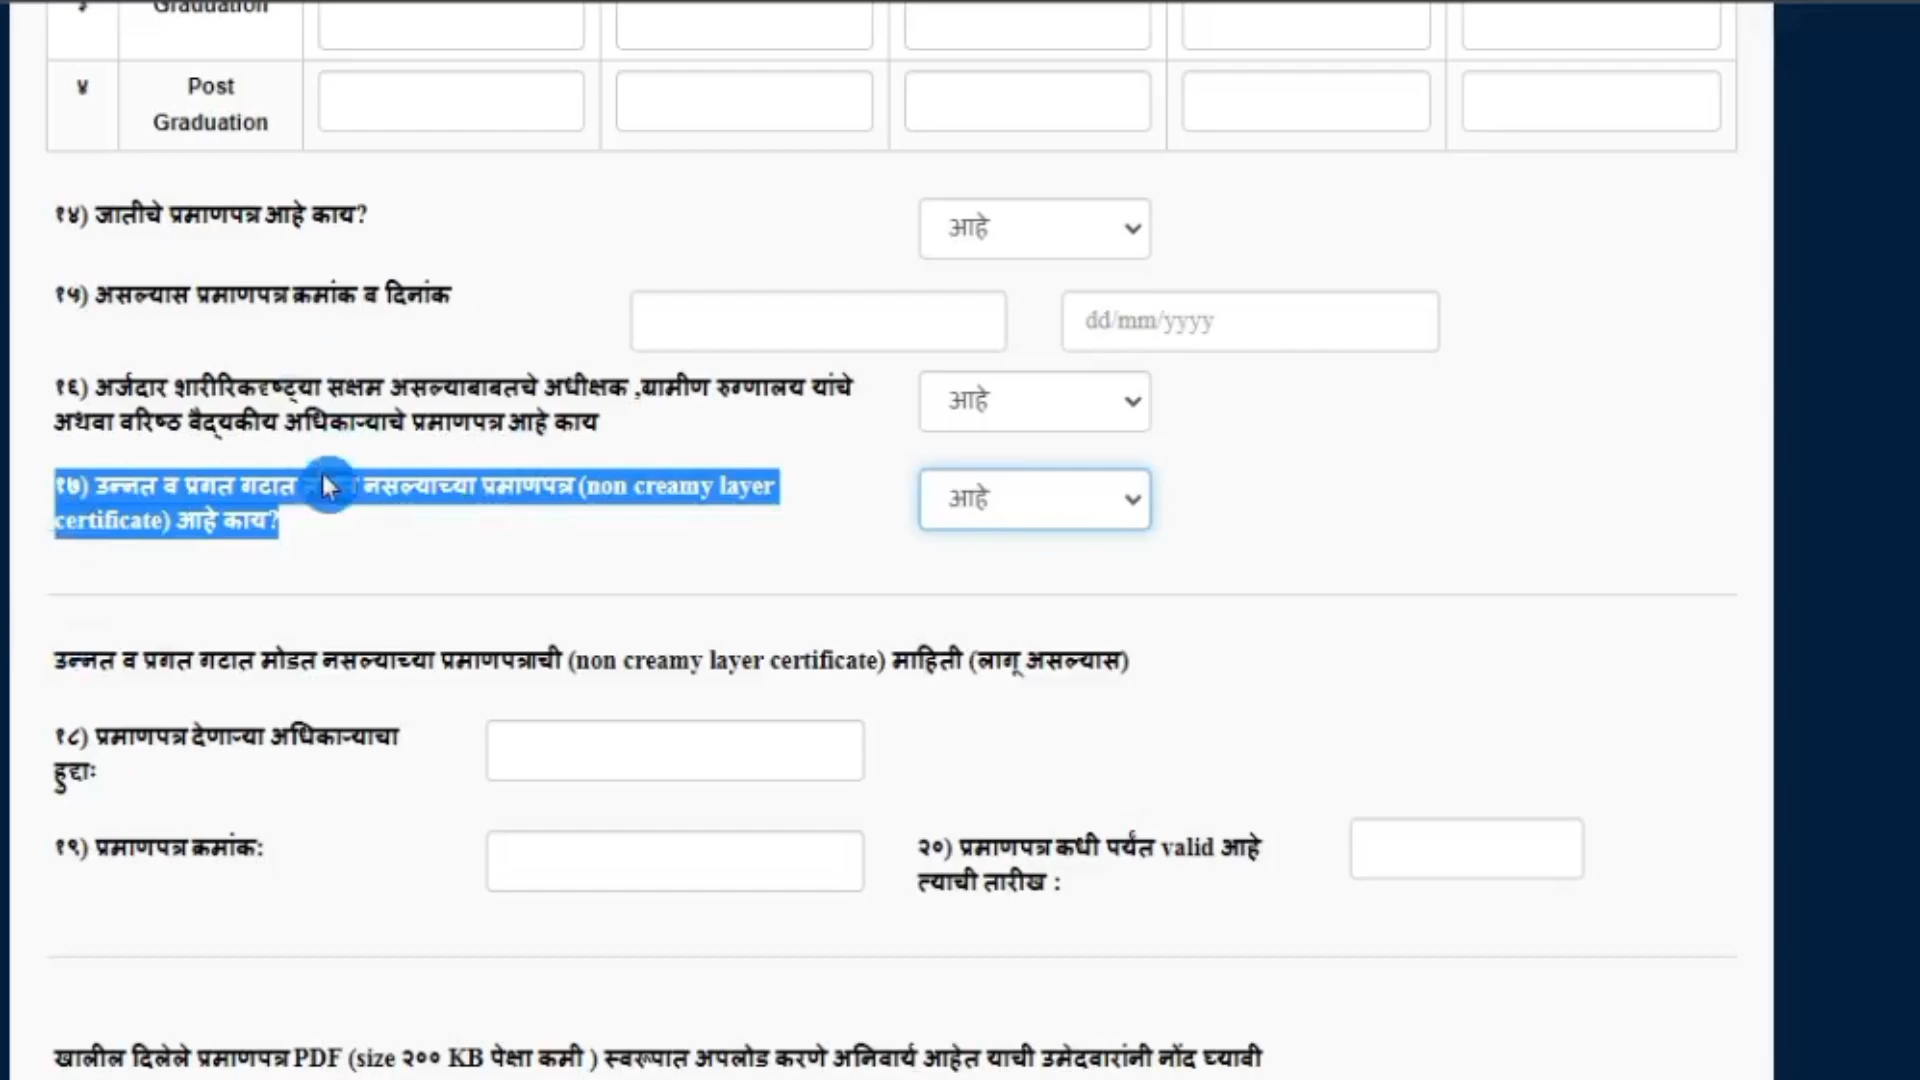 Graduation
४ Post
Graduation
१४) जातीचे प्रमाणपत्र आहे काय? आहे
१५) असल्यास प्रमाणपत्र क्रमांक व दिनांक dd/mm/yyyy
१६) अर्जदार शारीरिकदृष्ट्या सक्षम असल्याबाबतचे अधीक्षक ,ग्रामीण रुग्णालय यांचे आहे
अथवा वरिष्ठ वैद्यकीय अधिकाऱ्याचे प्रमाणपत्र आहे काय
१७) उन्नत व प्रगत गटात नसल्याच्या प्रमाणपत्र (non creamy layer आहे
certificate) आहे काय?
उन्नत व प्रगत गटात मोडत नसल्याच्या प्रमाणपत्राची (non creamy layer certificate) माहिती (लागू असल्यास)
१८) प्रमाणपत्र देणाऱ्या अधिकाऱ्याचा
हुद्दाः
१९) प्रमाणपत्र क्रमांक: २०) प्रमाणपत्र कधी पर्यंत valid आहे
त्याची तारीख :
खालील दिलेले प्रमाणपत्र PDF (size २०० KB पेक्षा कमी ) स्वरूपात अपलोड करणे अनिवार्य आहेत याची उमेदवारांनी नोंद घ्यावी